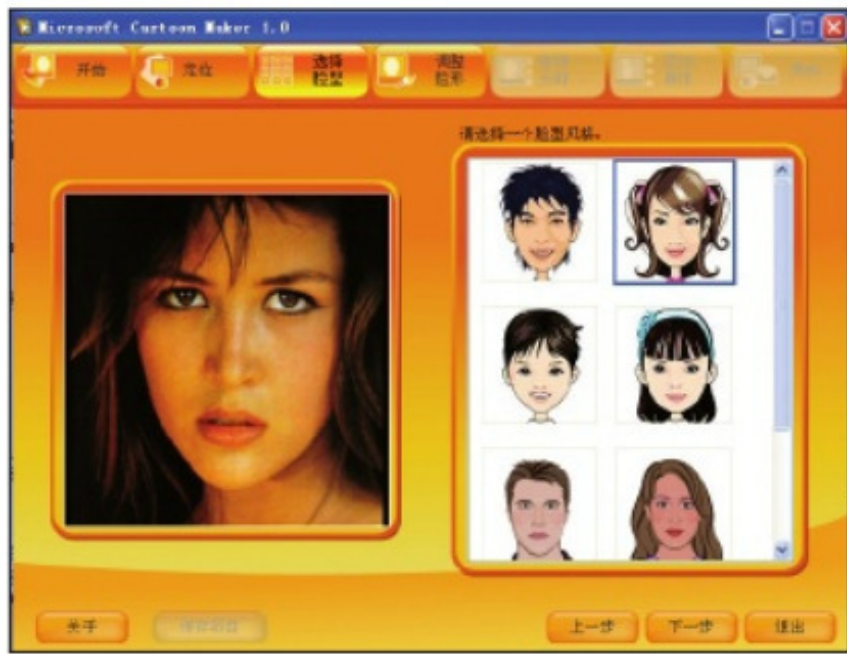 Microsoft Cartoon Maker 1.0
开始
定位
选择
脸型
调整
脸形
请选择一个脸型风格。
关于
上一步
下一步
退出